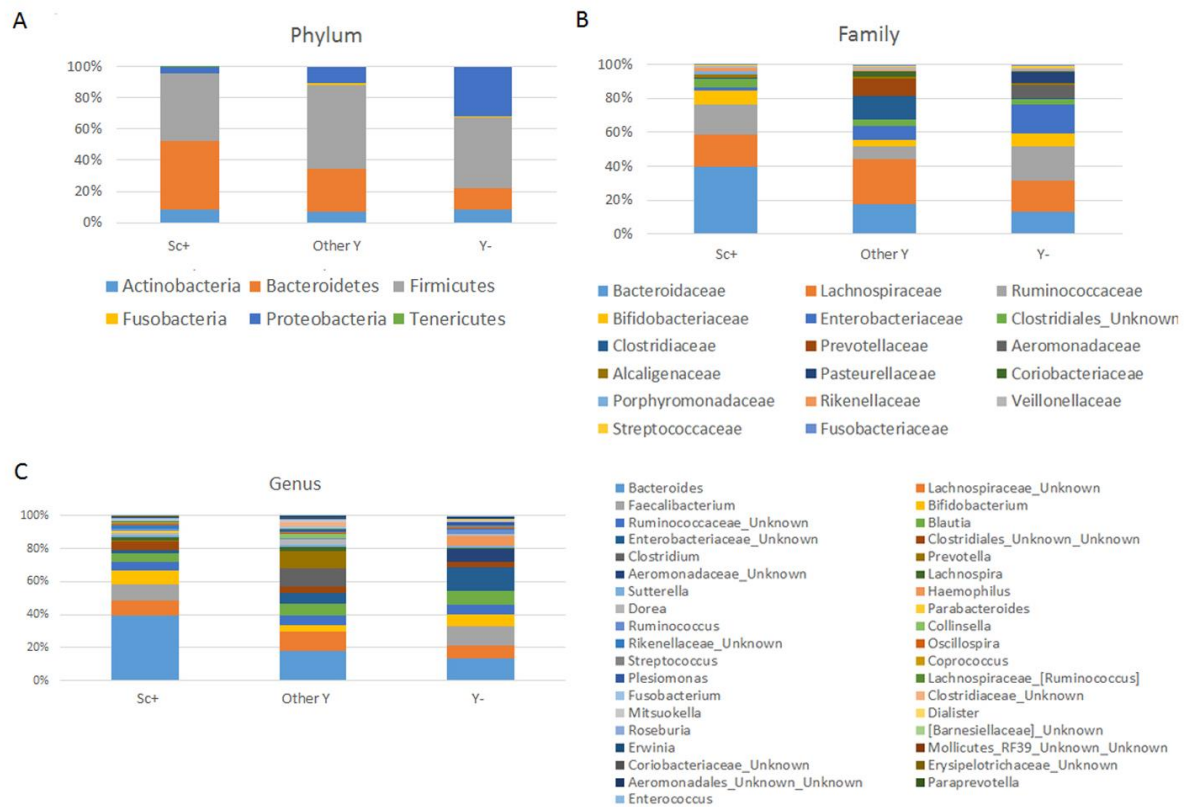 A
Phylum
100%
80%
60%
40%
20%
0%
Sc+ Other Y Y-
Actinobacteria Bacteroidetes Firmicutes
Fusobacteria Proteobacteria Tenericutes
B
Family
100%
80%
60%
40%
20%
0%
Sc+ Other Y Y-
Bacteroidaceae Lachnospiraceae Ruminococcaceae
Bifidobacteriaceae Enterobacteriaceae Clostridiales_Unknown
Clostridiaceae Prevotellaceae Aeromonadaceae
Alcaligenaceae Pasteurellaceae Coriobacteriaceae
Porphyromonadaceae Rikenellaceae Veillonellaceae
Streptococcaceae Fusobacteriaceae
C
Genus
100%
80%
60%
40%
20%
0%
Sc+ Other Y Y-
Bacteroides Lachnospiraceae_Unknown
Faecalibacterium Bifidobacterium
Ruminococcaceae_Unknown Blautia
Enterobacteriaceae_Unknown Clostridiales_Unknown_Unknown
Clostridium Prevotella
Aeromonadaceae_Unknown Lachnospira
Sutterella Haemophilus
Dorea Parabacteroides
Ruminococcus Collinsella
Rikenellaceae_Unknown Oscillospira
Streptococcus Coprococcus
Plesiomonas Lachnospiraceae_[Ruminococcus]
Fusobacterium Clostridiaceae_Unknown
Mitsuokella Dialister
Roseburia [Barnesiellaceae]_Unknown
Erwinia Mollicutes_RF39_Unknown_Unknown
Coriobacteriaceae_Unknown Erysipelotrichaceae_Unknown
Aeromonadales_Unknown_Unknown Paraprevotella
Enterococcus